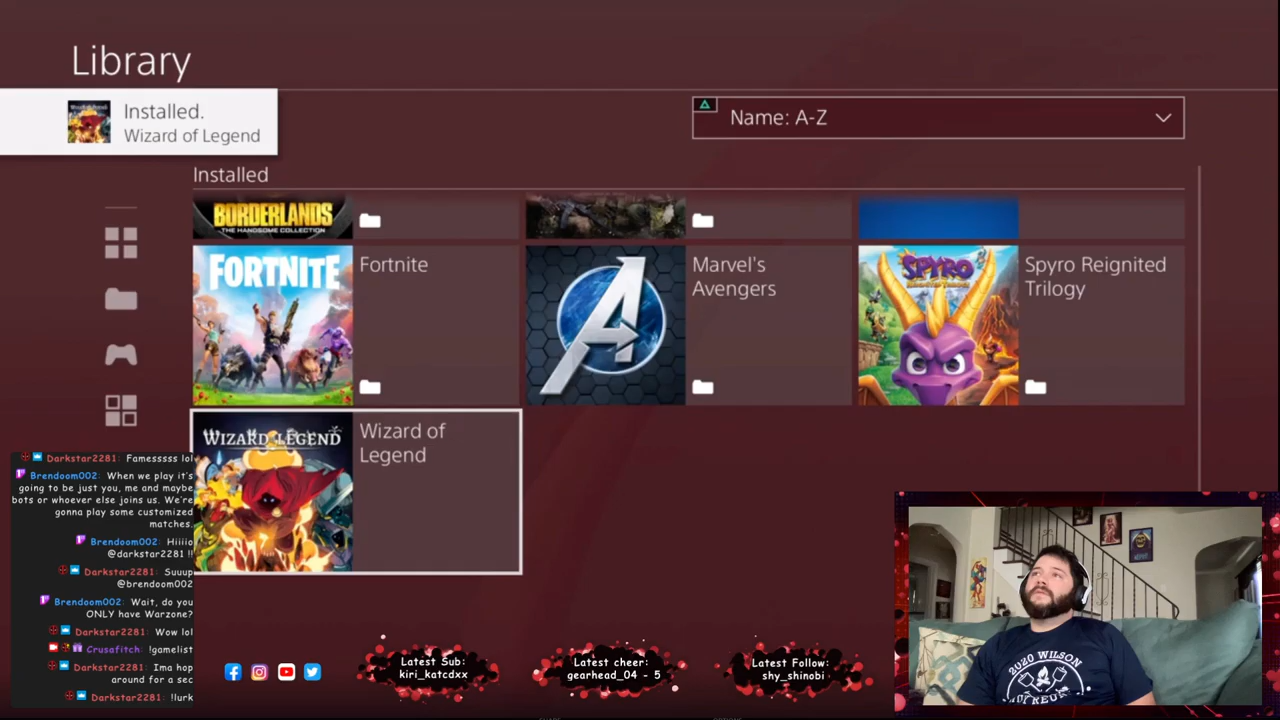 Library
Installed.
Wizard of Legend
Name: A-Z
Installed
BORDERLANDS
THE HANDSOME COLLECTION
FORTNITE
Fortnite
Marvel's
Avengers
SPYRO
REIGNITED TRILOGY
Spyro Reignited
Trilogy
WIZARD OF LEGEND
Wizard of
Legend
Darkstar2281: Famesssss lol
Brendoom002: When we play it's
going to be just you, me and maybe
bots or whoever else joins us. We're
gonna play some customized
matches.
Brendoom002: Hiiiio
@darkstar2281 !!
Darkstar2281: Suuup
@brendoom002
Brendoom002: Wait, do you
ONLY have Warzone?
Darkstar2281: Wow lol
Crusafitch: !gamelist
Darkstar2281: Ima hop
around for a sec
Darkstar2281: !lurk
Latest Sub:
kiri_katcdxx
Latest cheer:
gearhead_04 - 5
Latest Follow:
shy_shinobi
2020 WILSON